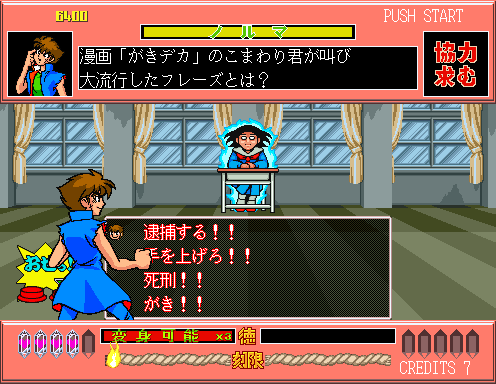 6400
PUSH START
ノルマ
漫画「がきデカ」のこまわり君が叫び
大流行したフレーズとは？
協力
求む
逮捕する！！
手を上げろ！！
死刑！！
がき！！
変身可能 ×3
徳
刻限
CREDITS 7